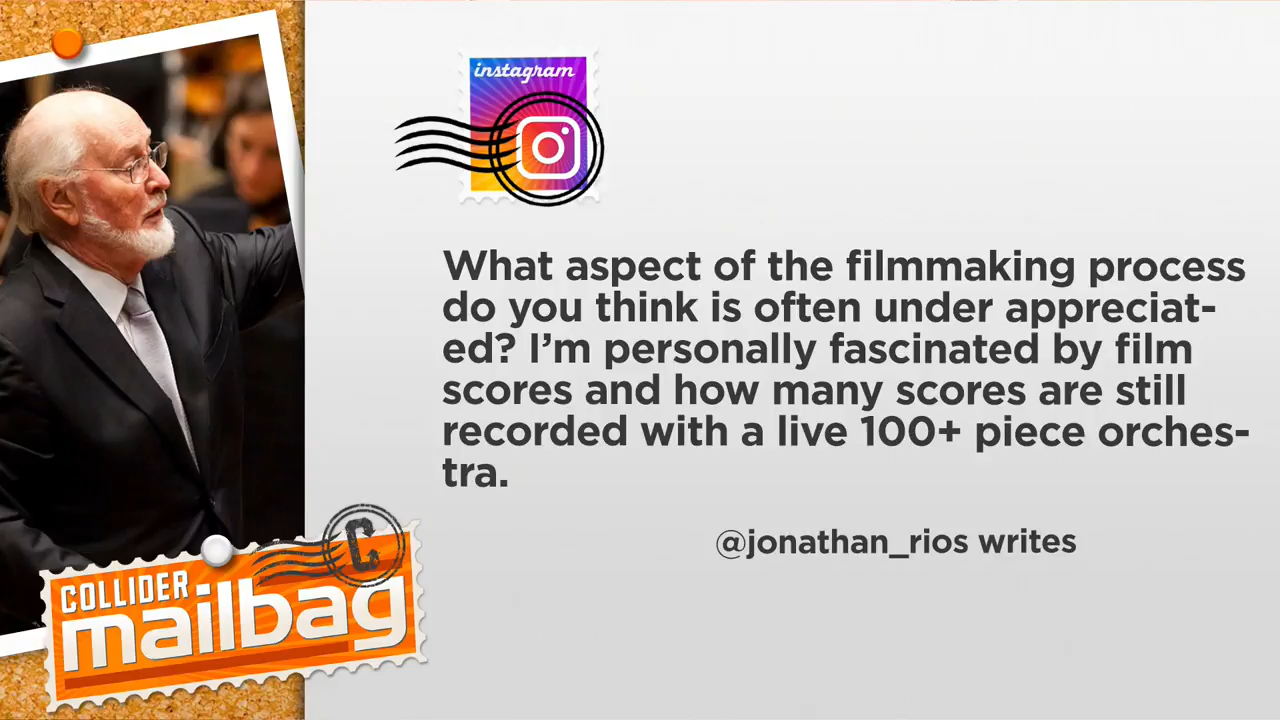 instagram
What aspect of the filmmaking process
do you think is often under appreciat-
ed? I’m personally fascinated by film
scores and how many scores are still
recorded with a live 100+ piece orches-
tra.
@jonathan_rios writes
C
COLLIDER
mailbag